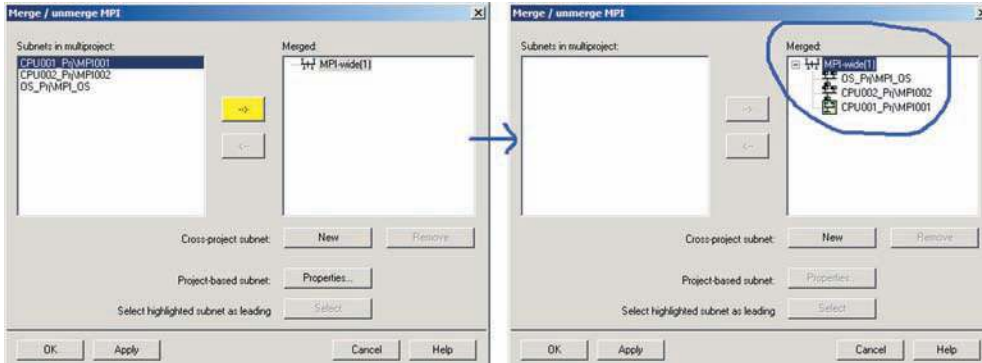 Merge / unmerge MPI
Subnets in multiproject:
CPU001_Prj\MPI001
CPU002_Prj\MPI002
OS_Prj\MPI_OS
Merged:
MPI-wide(1)
-->
<--
Cross-project subnet:
New
Remove
Project-based subnet:
Properties...
Select highlighted subnet as leading
Select
OK
Apply
Cancel
Help
Merge / unmerge MPI
Subnets in multiproject:
Merged:
MPI-wide(1)
OS_Prj\MPI_OS
CPU002_Prj\MPI002
CPU001_Prj\MPI001
-->
<--
Cross-project subnet:
New
Remove
Project-based subnet:
Properties...
Select highlighted subnet as leading
Select
OK
Apply
Cancel
Help